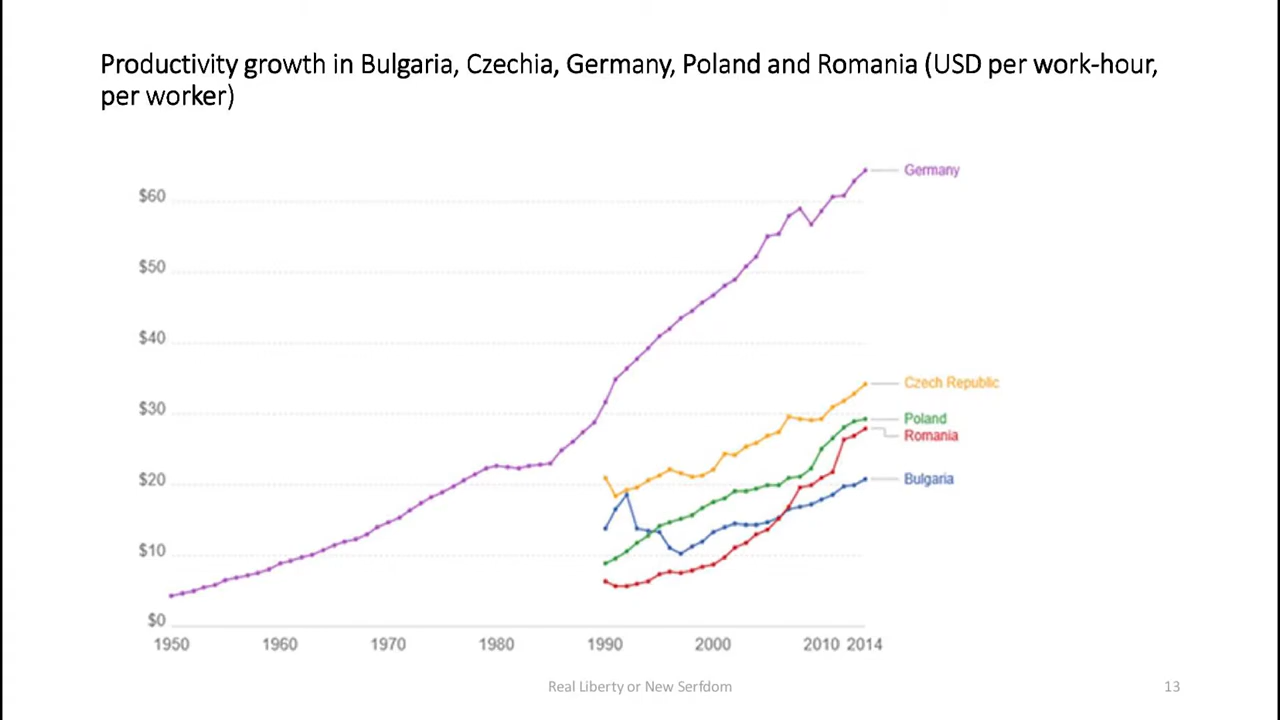 Productivity growth in Bulgaria, Czechia, Germany, Poland and Romania (USD per work-hour,
per worker)
Germany
$60
$50
$40
Czech Republic
$30
Poland
Romania
$20
Bulgaria
$10
$0
1950 1960 1970 1980 1990 2000 2010 2014
Real Liberty or New Serfdom 13